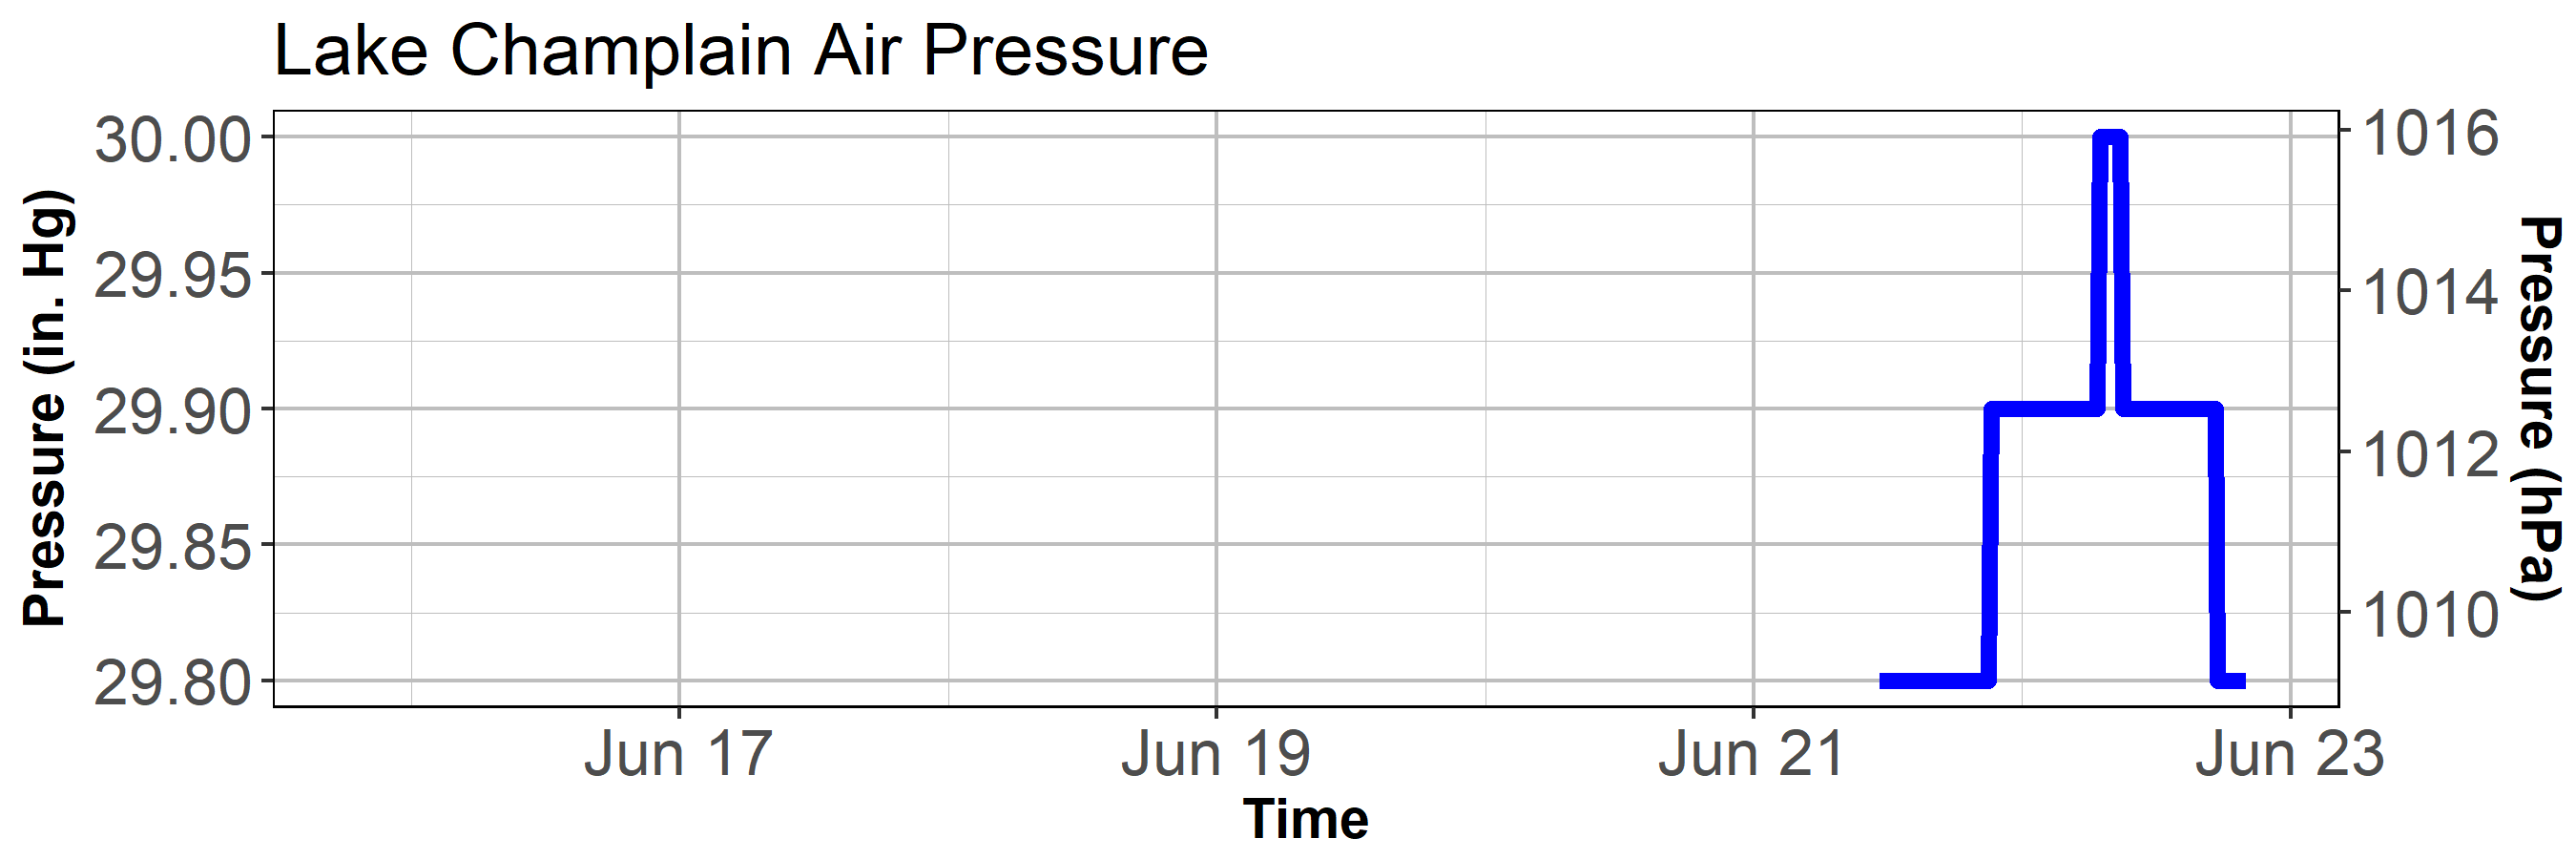 Lake Champlain Air Pressure
30.00
29.95
29.90
29.85
29.80
Pressure (in. Hg)
1016
1014
1012
1010
Pressure (hPa)
Jun 17
Jun 19
Jun 21
Jun 23
Time